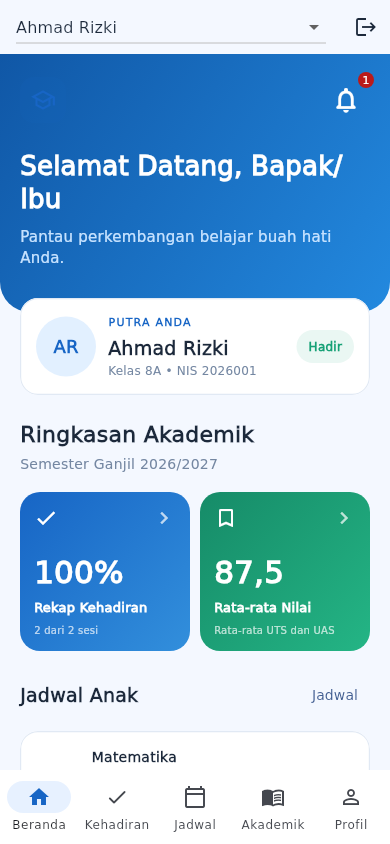 Ahmad Rizki
1
Selamat Datang, Bapak/
Ibu
Pantau perkembangan belajar buah hati
Anda.
AR
PUTRA ANDA
Ahmad Rizki
Kelas 8A • NIS 2026001
Hadir
Ringkasan Akademik
Semester Ganjil 2026/2027
100%
Rekap Kehadiran
2 dari 2 sesi
87,5
Rata-rata Nilai
Rata-rata UTS dan UAS
Jadwal Anak
Jadwal
Matematika
Beranda
Kehadiran
Jadwal
Akademik
Profil